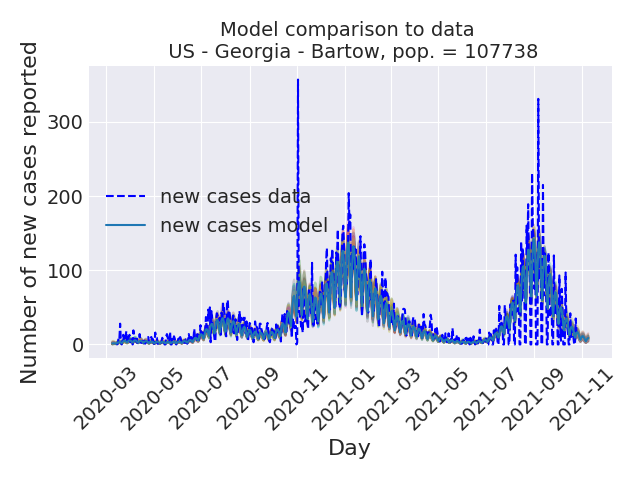 Model comparison to data
US - Georgia - Bartow, pop. = 107738
Number of new cases reported
300
200
100
0
new cases data
new cases model
2020-03
2020-05
2020-07
2020-09
2020-11
2021-01
2021-03
2021-05
2021-07
2021-09
2021-11
Day